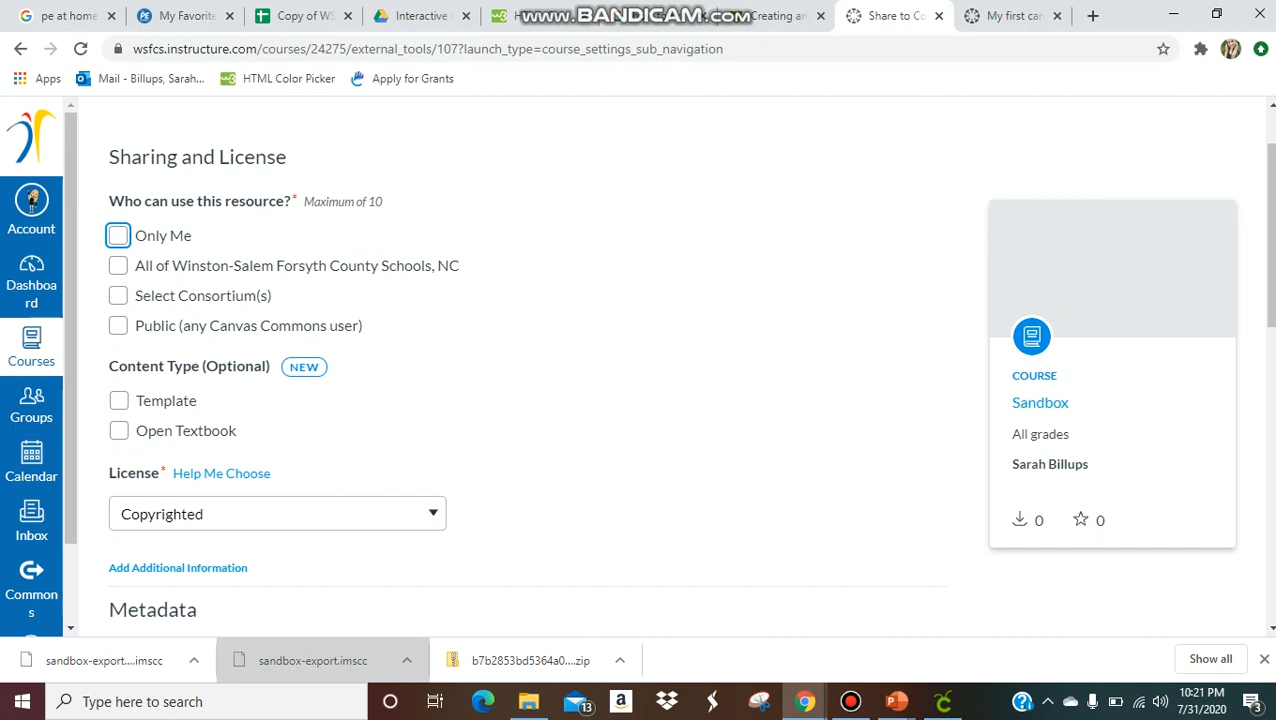 pe at home
My Favorite
Copy of WS
Interactive c
www.BANDICAM.com
Creating an
Share to Co
My first can
wsfcs.instructure.com/courses/24275/external_tools/107?launch_type=course_settings_sub_navigation
Apps
Mail - Billups, Sarah...
HTML Color Picker
Apply for Grants
Sharing and License
Who can use this resource?* Maximum of 10
Only Me
All of Winston-Salem Forsyth County Schools, NC
Select Consortium(s)
Public (any Canvas Commons user)
Content Type (Optional) NEW
Template
Open Textbook
License* Help Me Choose
Copyrighted
Add Additional Information
Metadata
Account
Dashboa
rd
Courses
Groups
Calendar
Inbox
Common
s
COURSE
Sandbox
All grades
Sarah Billups
0
0
sandbox-export....imscc
sandbox-export.imscc
b7b2853bd5364a0....zip
Show all
Type here to search
13
10:21 PM
7/31/2020
3